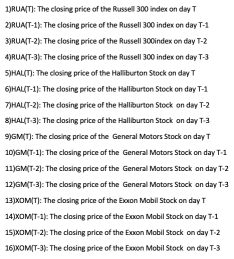 1)RUA(T): The closing price of the Russell 300 index on day T
2)RUA(T-1): The closing price of the Russell 300 index on day T-1
3)RUA(T-2): The closing price of the Russell 300index on day T-2
4)RUA(T-3): The closing price of the Russell 300 index on day T-3
5)HAL(T): The closing price of the Halliburton Stock on day T
6)HAL(T-1): The closing price of the Halliburton Stock on day T-1
7)HAL(T-2): The closing price of the Halliburton Stock on day T-2
8)HAL(T-3): The closing price of the Halliburton Stock on day T-3
9)GM(T): The closing price of the General Motors Stock on day T
10)GM(T-1): The closing price of the General Motors Stock on day T-1
11)GM(T-2): The closing price of the General Motors Stock on day T-2
12)GM(T-3): The closing price of the General Motors Stock on day T-3
13)XOM(T): The closing price of the Exxon Mobil Stock on day T
14)XOM(T-1): The closing price of the Exxon Mobil Stock on day T-1
15)XOM(T-2): The closing price of the Exxon Mobil Stock on day T-2
16)XOM(T-3): The closing price of the Exxon Mobil Stock on day T-3